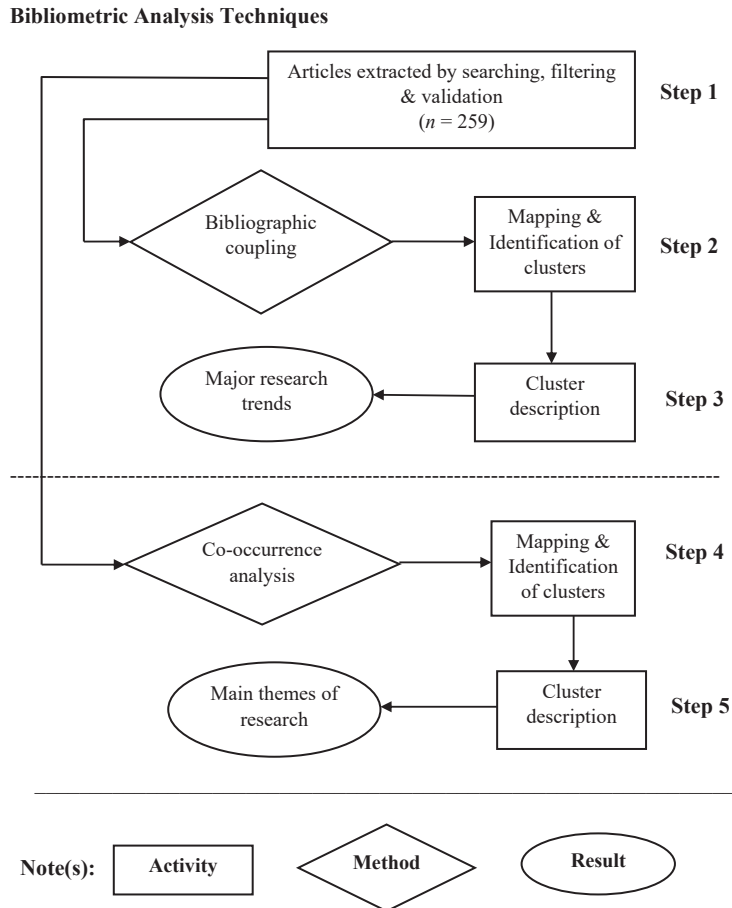 Bibliometric Analysis Techniques
Articles extracted by searching, filtering
& validation
(n = 259)
Step 1
Bibliographic
coupling
Mapping &
Identification of
clusters
Step 2
Major research
trends
Cluster
description
Step 3
Co-occurrence
analysis
Mapping &
Identification
of clusters
Step 4
Main themes of
research
Cluster
description
Step 5
Note(s):
Activity
Method
Result